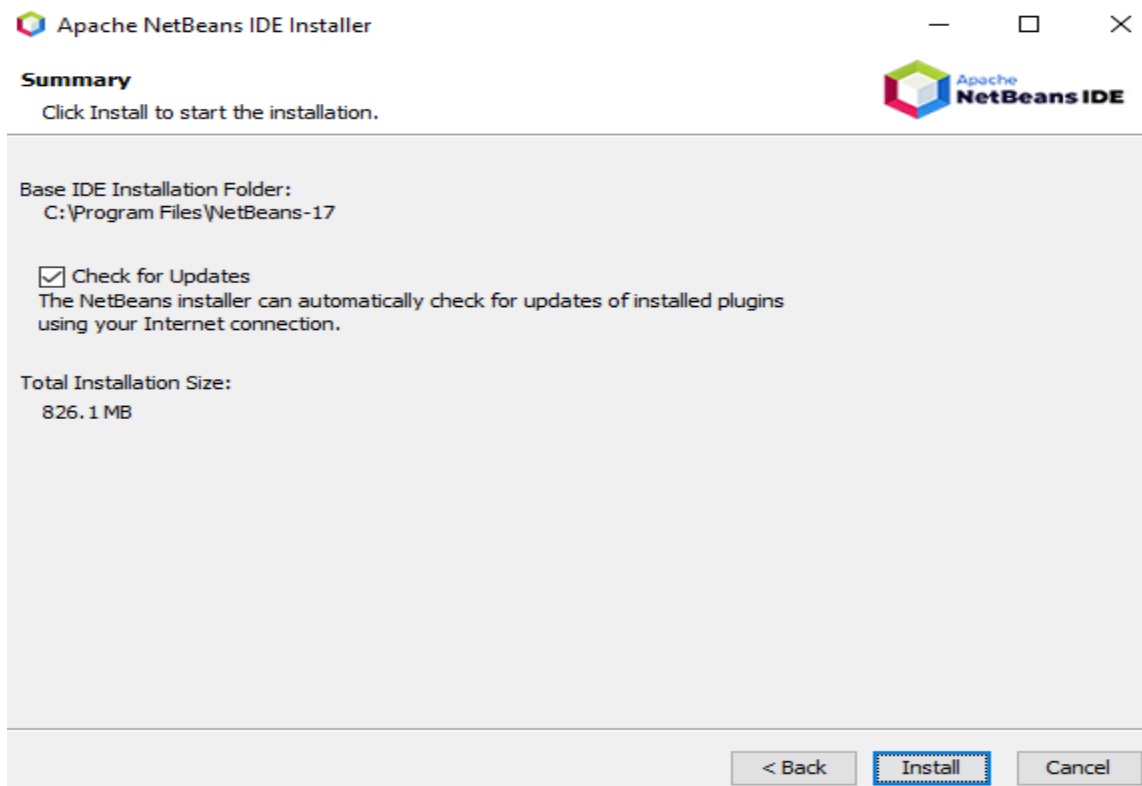 Apache NetBeans IDE Installer
Summary
Click Install to start the installation.
Apache
NetBeans IDE
Base IDE Installation Folder:
C:\Program Files\NetBeans-17
Check for Updates
The NetBeans installer can automatically check for updates of installed plugins
using your Internet connection.
Total Installation Size:
826.1 MB
< Back
Install
Cancel